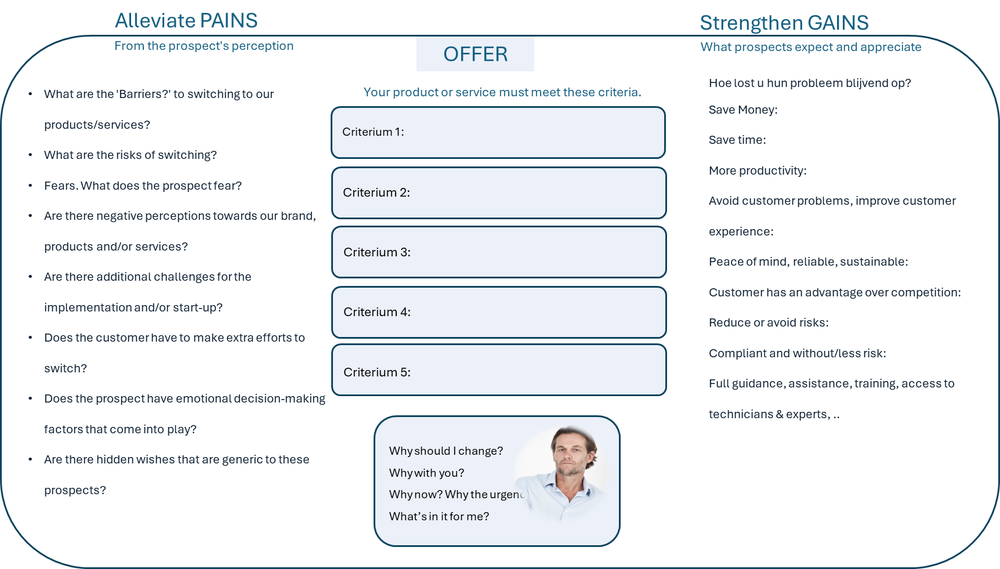 Alleviate PAINS
From the prospect's perception
• What are the 'Barriers?' to switching to our
products/services?
• What are the risks of switching?
• Fears. What does the prospect fear?
• Are there negative perceptions towards our brand,
products and/or services?
• Are there additional challenges for the
implementation and/or start-up?
• Does the customer have to make extra efforts to
switch?
• Does the prospect have emotional decision-making
factors that come into play?
• Are there hidden wishes that are generic to these
prospects?
OFFER
Your product or service must meet these criteria.
Criterium 1:
Criterium 2:
Criterium 3:
Criterium 4:
Criterium 5:
Why should I change?
Why with you?
Why now? Why the urgenc
What's in it for me?
Strengthen GAINS
What prospects expect and appreciate
Hoe lost u hun probleem blijvend op?
Save Money:
Save time:
More productivity:
Avoid customer problems, improve customer
experience:
Peace of mind, reliable, sustainable:
Customer has an advantage over competition:
Reduce or avoid risks:
Compliant and without/less risk:
Full guidance, assistance, training, access to
technicians & experts, ..